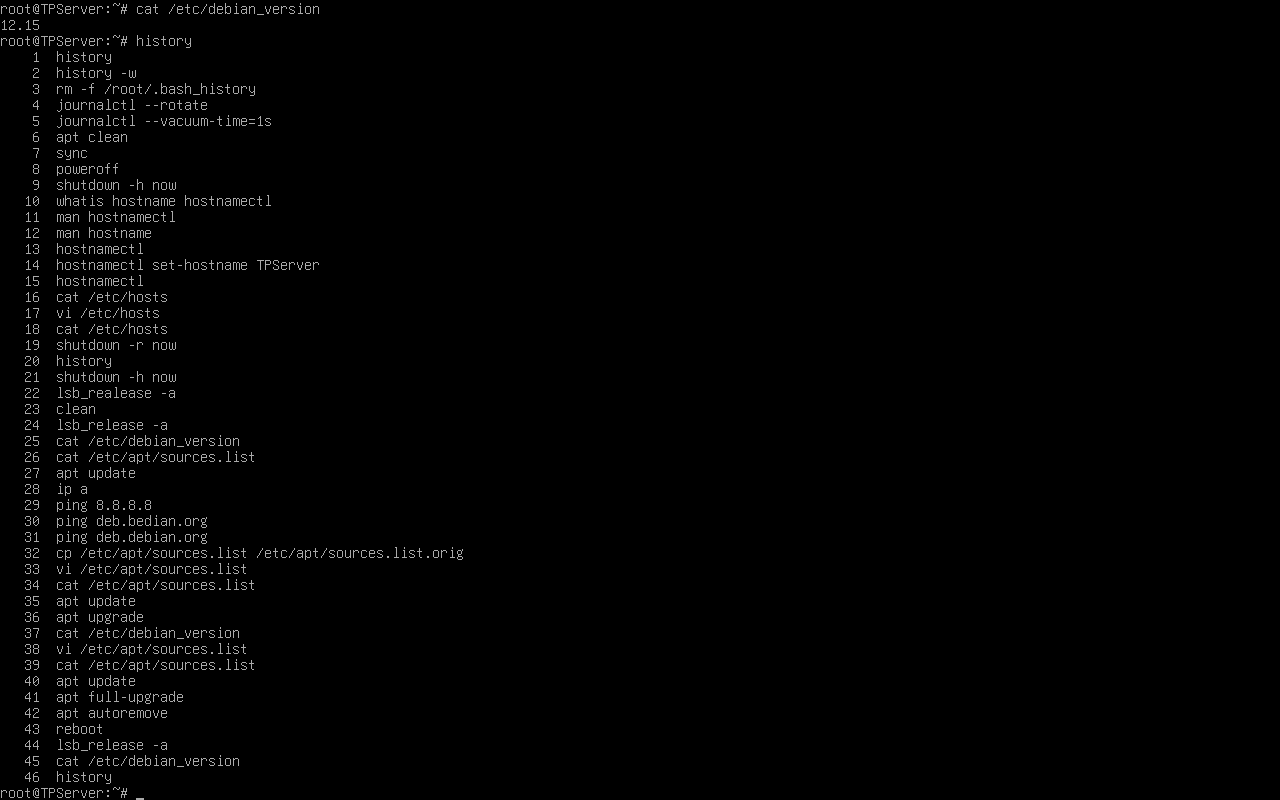 root@TPServer:~# cat /etc/debian_version
12.15
root@TPServer:~# history
    1  history
    2  history -w
    3  rm -f /root/.bash_history
    4  journalctl --rotate
    5  journalctl --vacuum-time=1s
    6  apt clean
    7  sync
    8  poweroff
    9  shutdown -h now
   10  whatis hostname hostnamectl
   11  man hostnamectl
   12  man hostname
   13  hostnamectl
   14  hostnamectl set-hostname TPServer
   15  hostnamectl
   16  cat /etc/hosts
   17  vi /etc/hosts
   18  cat /etc/hosts
   19  shutdown -r now
   20  history
   21  shutdown -h now
   22  lsb_realease -a
   23  clean
   24  lsb_release -a
   25  cat /etc/debian_version
   26  cat /etc/apt/sources.list
   27  apt update
   28  ip a
   29  ping 8.8.8.8
   30  ping deb.bedian.org
   31  ping deb.debian.org
   32  cp /etc/apt/sources.list /etc/apt/sources.list.orig
   33  vi /etc/apt/sources.list
   34  cat /etc/apt/sources.list
   35  apt update
   36  apt upgrade
   37  cat /etc/debian_version
   38  vi /etc/apt/sources.list
   39  cat /etc/apt/sources.list
   40  apt update
   41  apt full-upgrade
   42  apt autoremove
   43  reboot
   44  lsb_release -a
   45  cat /etc/debian_version
   46  history
root@TPServer:~# _